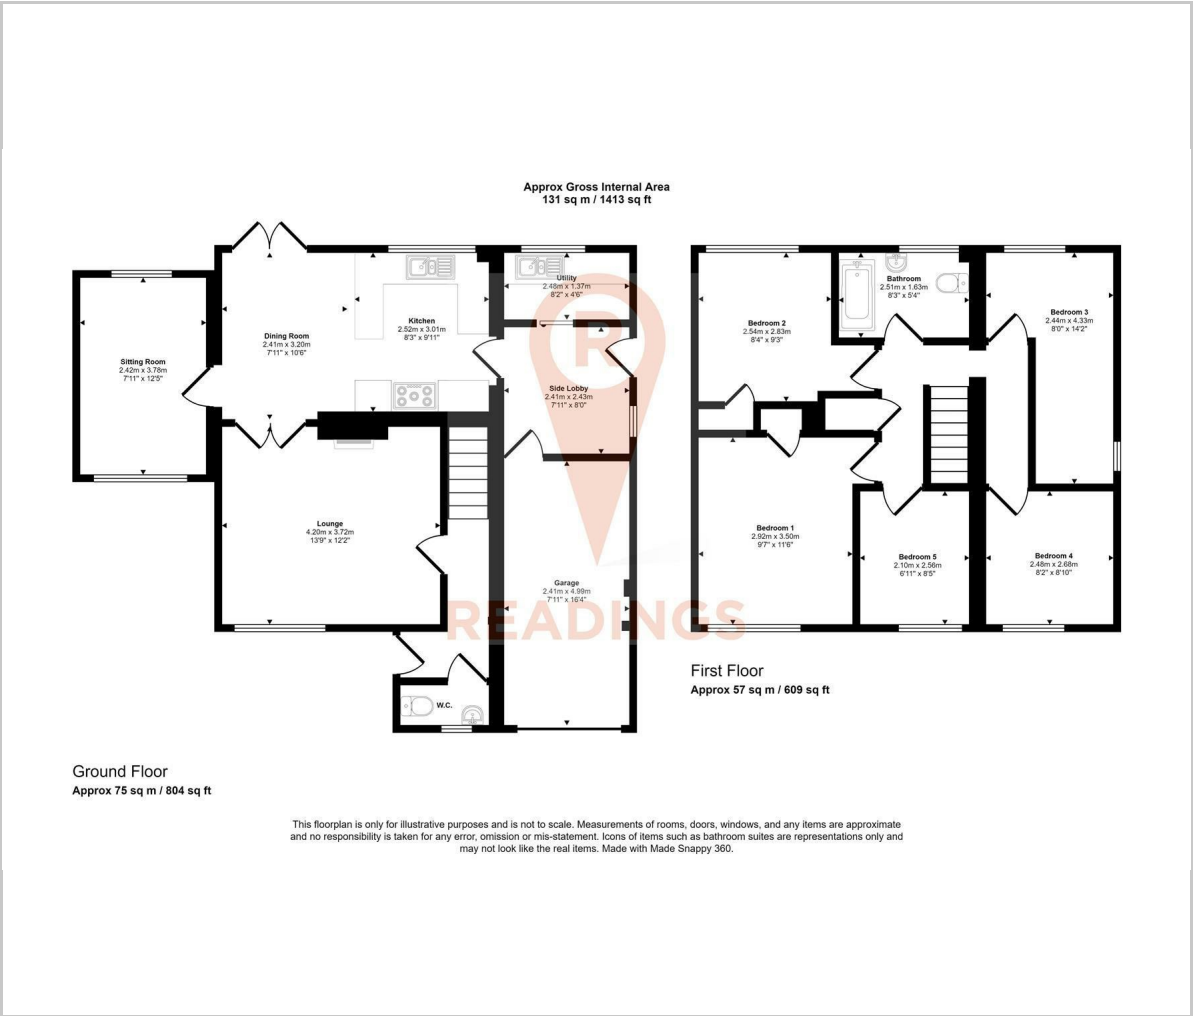 Approx Gross Internal Area
131 sq m / 1413 sq ft
Utility
2.48m x 1.37m
8'2" x 4'6"
Kitchen
2.52m x 3.01m
8'3" x 9'11"
Dining Room
2.41m x 3.20m
7'11" x 10'6"
Sitting Room
2.42m x 3.78m
7'11" x 12'5"
Side Lobby
2.41m x 2.43m
7'11" x 8'0"
Lounge
4.20m x 3.72m
13'9" x 12'2"
Garage
2.41m x 4.99m
7'11" x 16'4"
W.C.
Bathroom
2.51m x 1.63m
8'3" x 5'4"
Bedroom 2
2.54m x 2.83m
8'4" x 9'3"
Bedroom 3
2.44m x 4.33m
8'0" x 14'2"
Bedroom 1
2.92m x 3.50m
9'7" x 11'6"
Bedroom 5
2.10m x 2.56m
6'11" x 8'5"
Bedroom 4
2.48m x 2.68m
8'2" x 8'10"
R
READINGS
First Floor
Approx 57 sq m / 609 sq ft
Ground Floor
Approx 75 sq m / 804 sq ft
This floorplan is only for illustrative purposes and is not to scale. Measurements of rooms, doors, windows, and any items are approximate
and no responsibility is taken for any error, omission or mis-statement. Icons of items such as bathroom suites are representations only and
may not look like the real items. Made with Made Snappy 360.